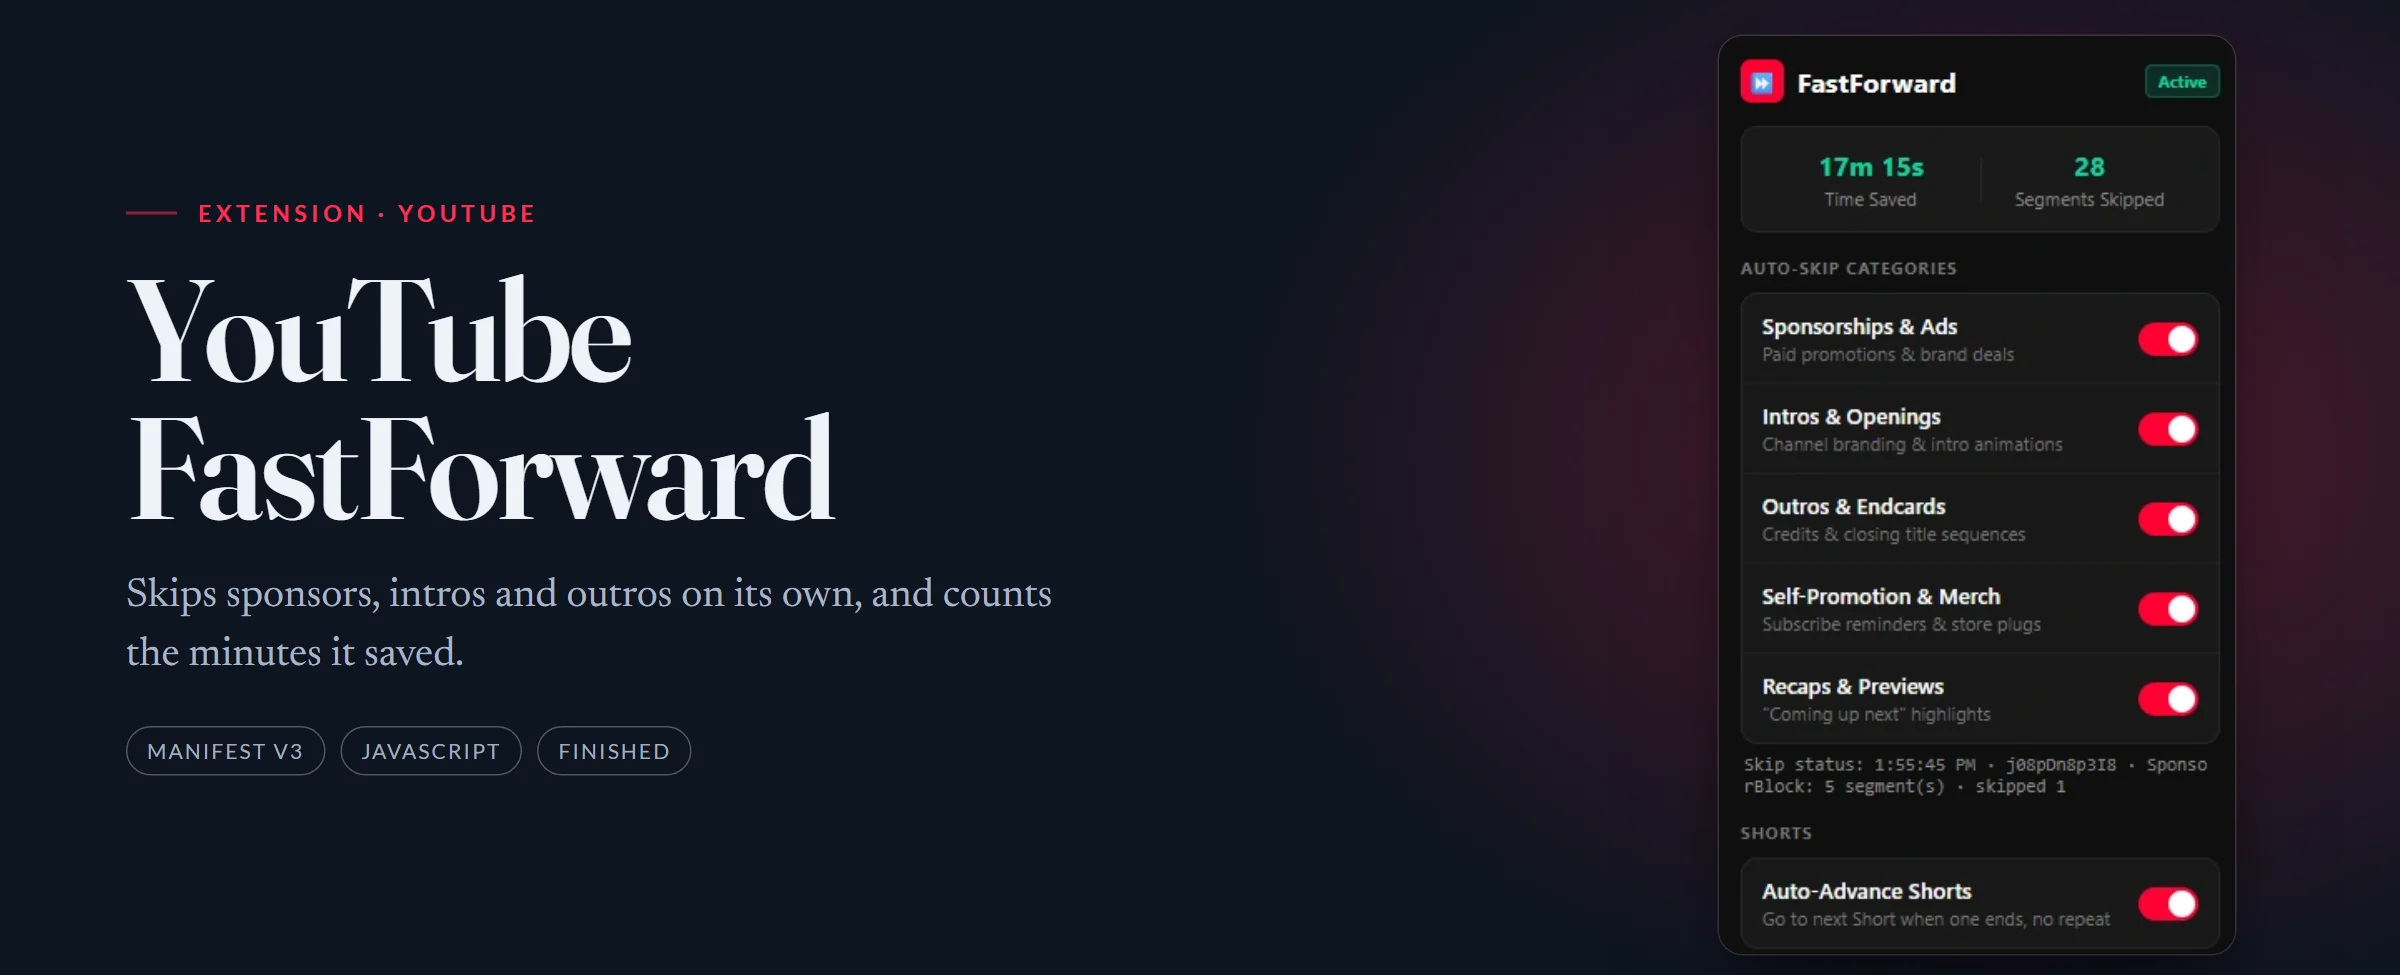 EXTENSION · YOUTUBE
YouTube
FastForward
Skips sponsors, intros and outros on its own, and counts
the minutes it saved.
MANIFEST V3
JAVASCRIPT
FINISHED
FastForward
Active
17m 15s
Time Saved
28
Segments Skipped
AUTO-SKIP CATEGORIES
Sponsorships & Ads
Paid promotions & brand deals
Intros & Openings
Channel branding & intro animations
Outros & Endcards
Credits & closing title sequences
Self-Promotion & Merch
Subscribe reminders & store plugs
Recaps & Previews
"Coming up next" highlights
Skip status: 1:55:45 PM · j08pDn8p3I8 · Sponso
rBlock: 5 segment(s) · skipped 1
SHORTS
Auto-Advance Shorts
Go to next Short when one ends, no repeat